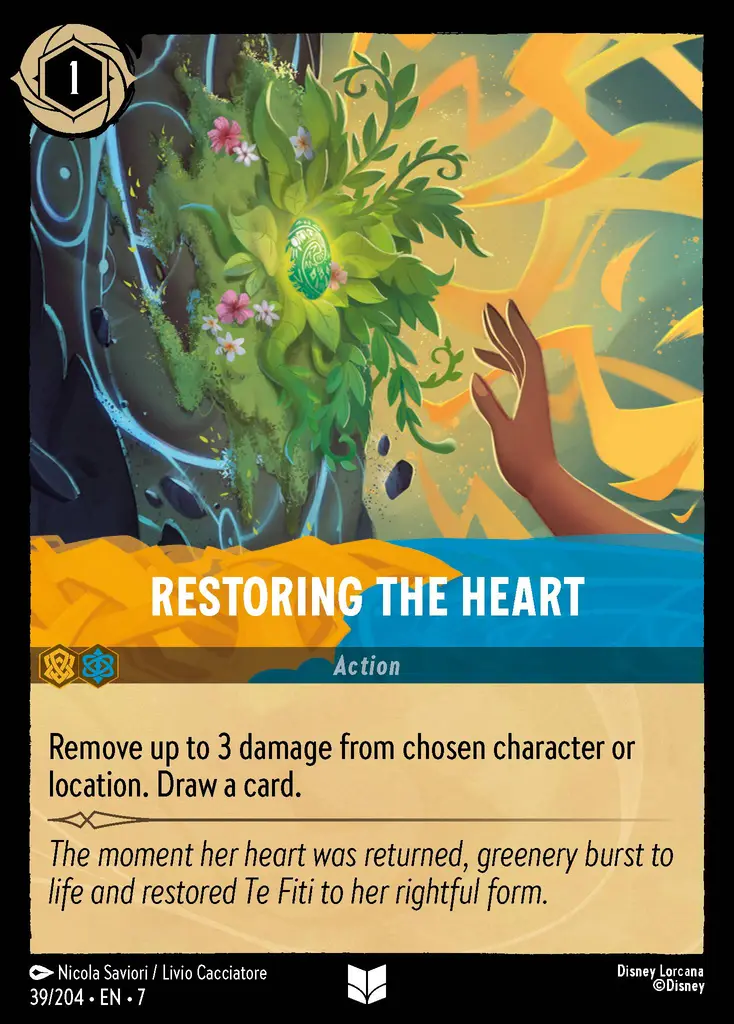 1
RESTORING THE HEART
Action
Remove up to 3 damage from chosen character or
location. Draw a card.
The moment her heart was returned, greenery burst to
life and restored Te Fiti to her rightful form.
Nicola Saviori / Livio Cacciatore
Disney Lorcana
39/204 • EN • 7
©Disney